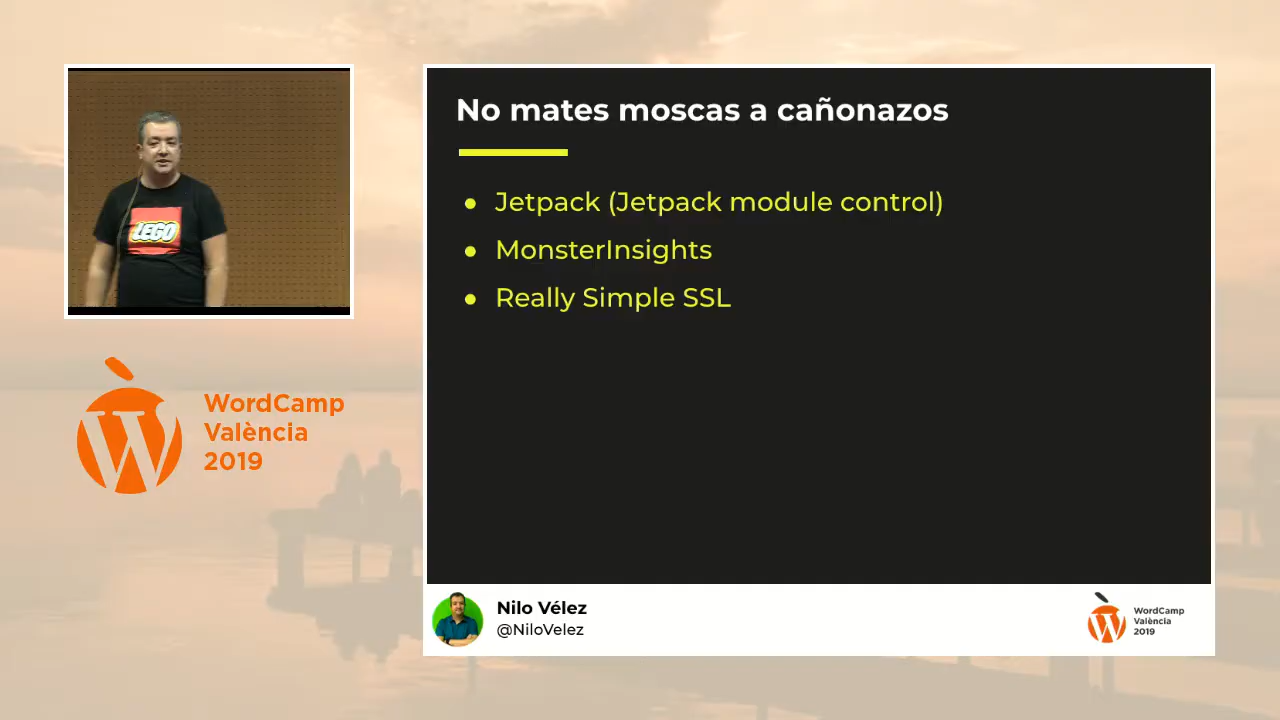 No mates moscas a cañonazos
● Jetpack (Jetpack module control)
● MonsterInsights
● Really Simple SSL
LEGO
WordCamp
València
2019
Nilo Vélez
@NiloVelez
WordCamp
València
2019